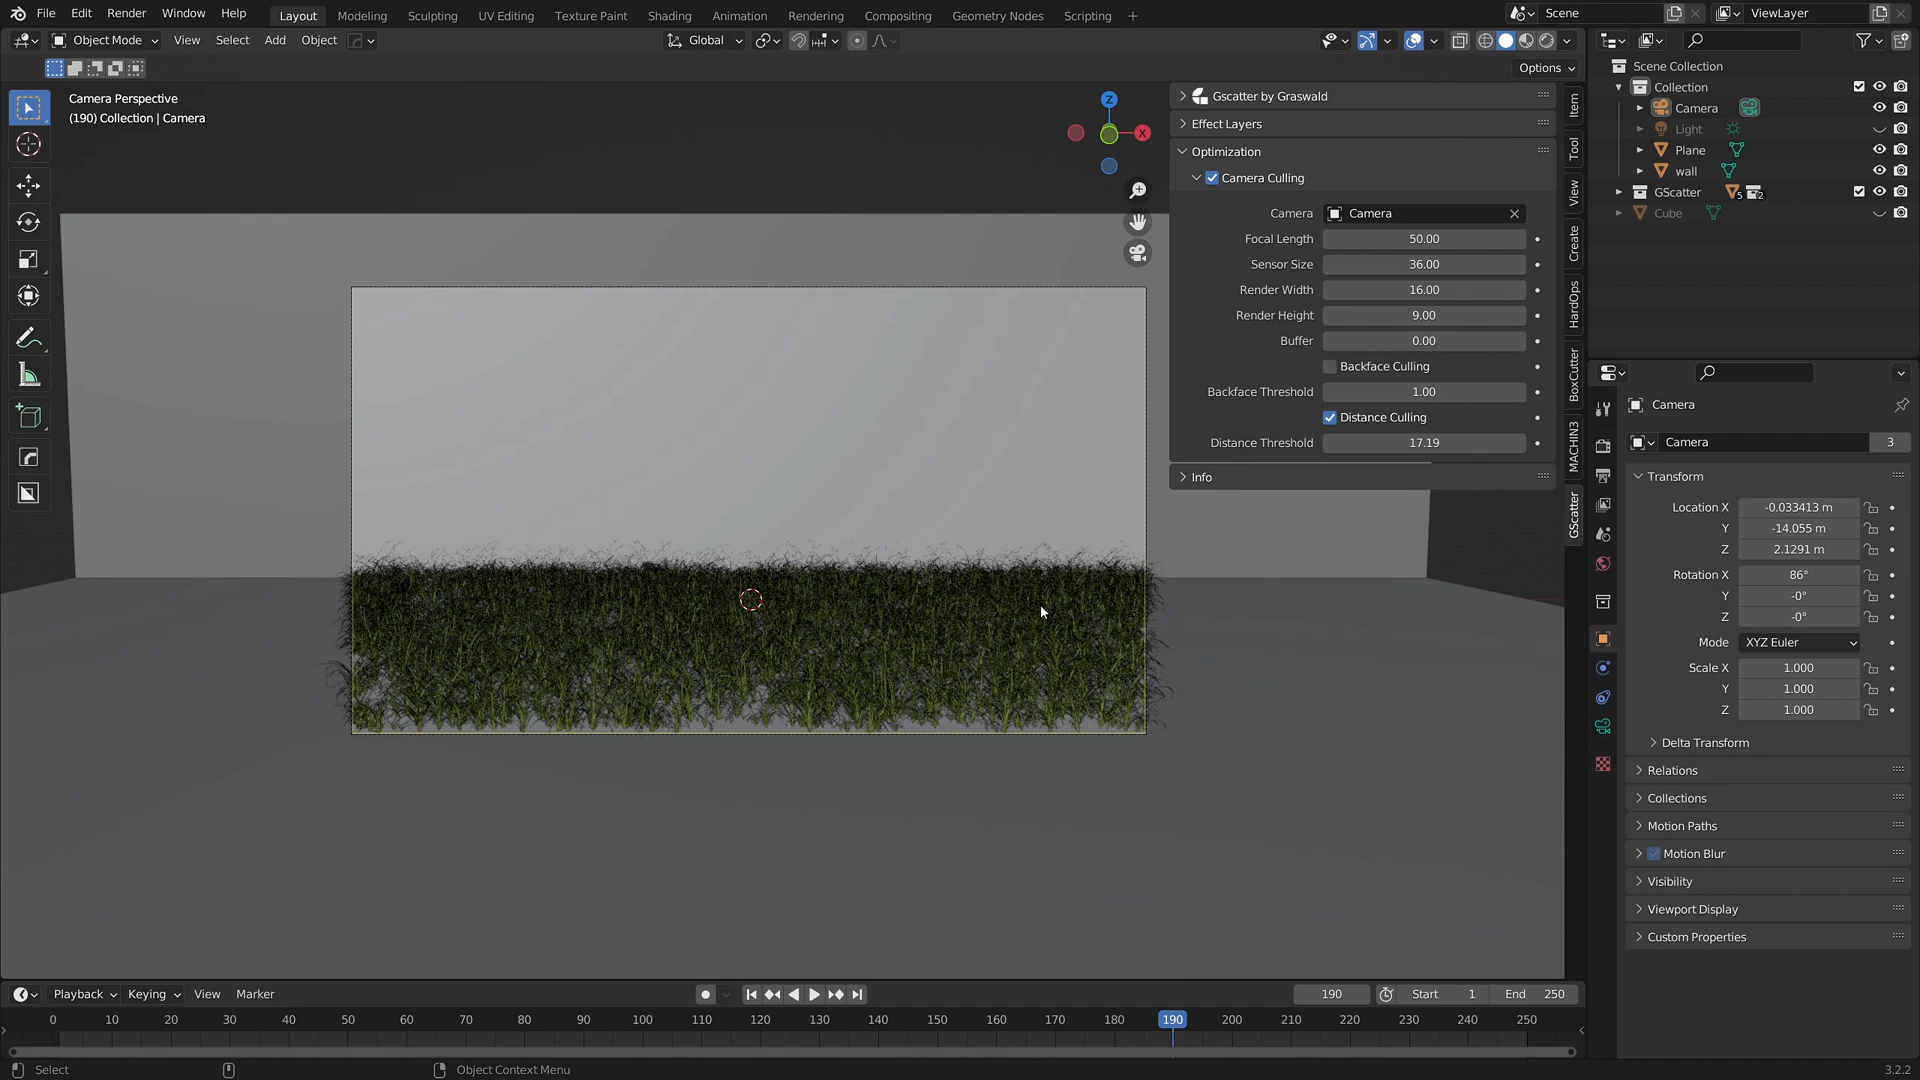 File Edit Render Window Help Layout Modeling Sculpting UV Editing Texture Paint Shading Animation Rendering Compositing Geometry Nodes Scripting + Scene ViewLayer
Object Mode View Select Add Object Global
Options
Camera Perspective
(190) Collection | Camera
Z
X
Gscatter by Graswald
Effect Layers
Optimization
Camera Culling
Camera Camera
Focal Length 50.00
Sensor Size 36.00
Render Width 16.00
Render Height 9.00
Buffer 0.00
Backface Culling
Backface Threshold 1.00
Distance Culling
Distance Threshold 17.19
Info
Item
Tool
View
Create
HardOps
BoxCutter
MACHIN3
GScatter
Scene Collection
Collection
Camera
Light
Plane
wall
GScatter 5 2
Cube
Camera
Camera 3
Transform
Location X -0.033413 m
Y -14.055 m
Z 2.1291 m
Rotation X 86°
Y -0°
Z -0°
Mode XYZ Euler
Scale X 1.000
Y 1.000
Z 1.000
Delta Transform
Relations
Collections
Motion Paths
Motion Blur
Visibility
Viewport Display
Custom Properties
Playback Keying View Marker 190 Start 1 End 250
0 10 20 30 40 50 60 70 80 90 100 110 120 130 140 150 160 170 180 190 200 210 220 230 240 250
Select Object Context Menu 3.2.2